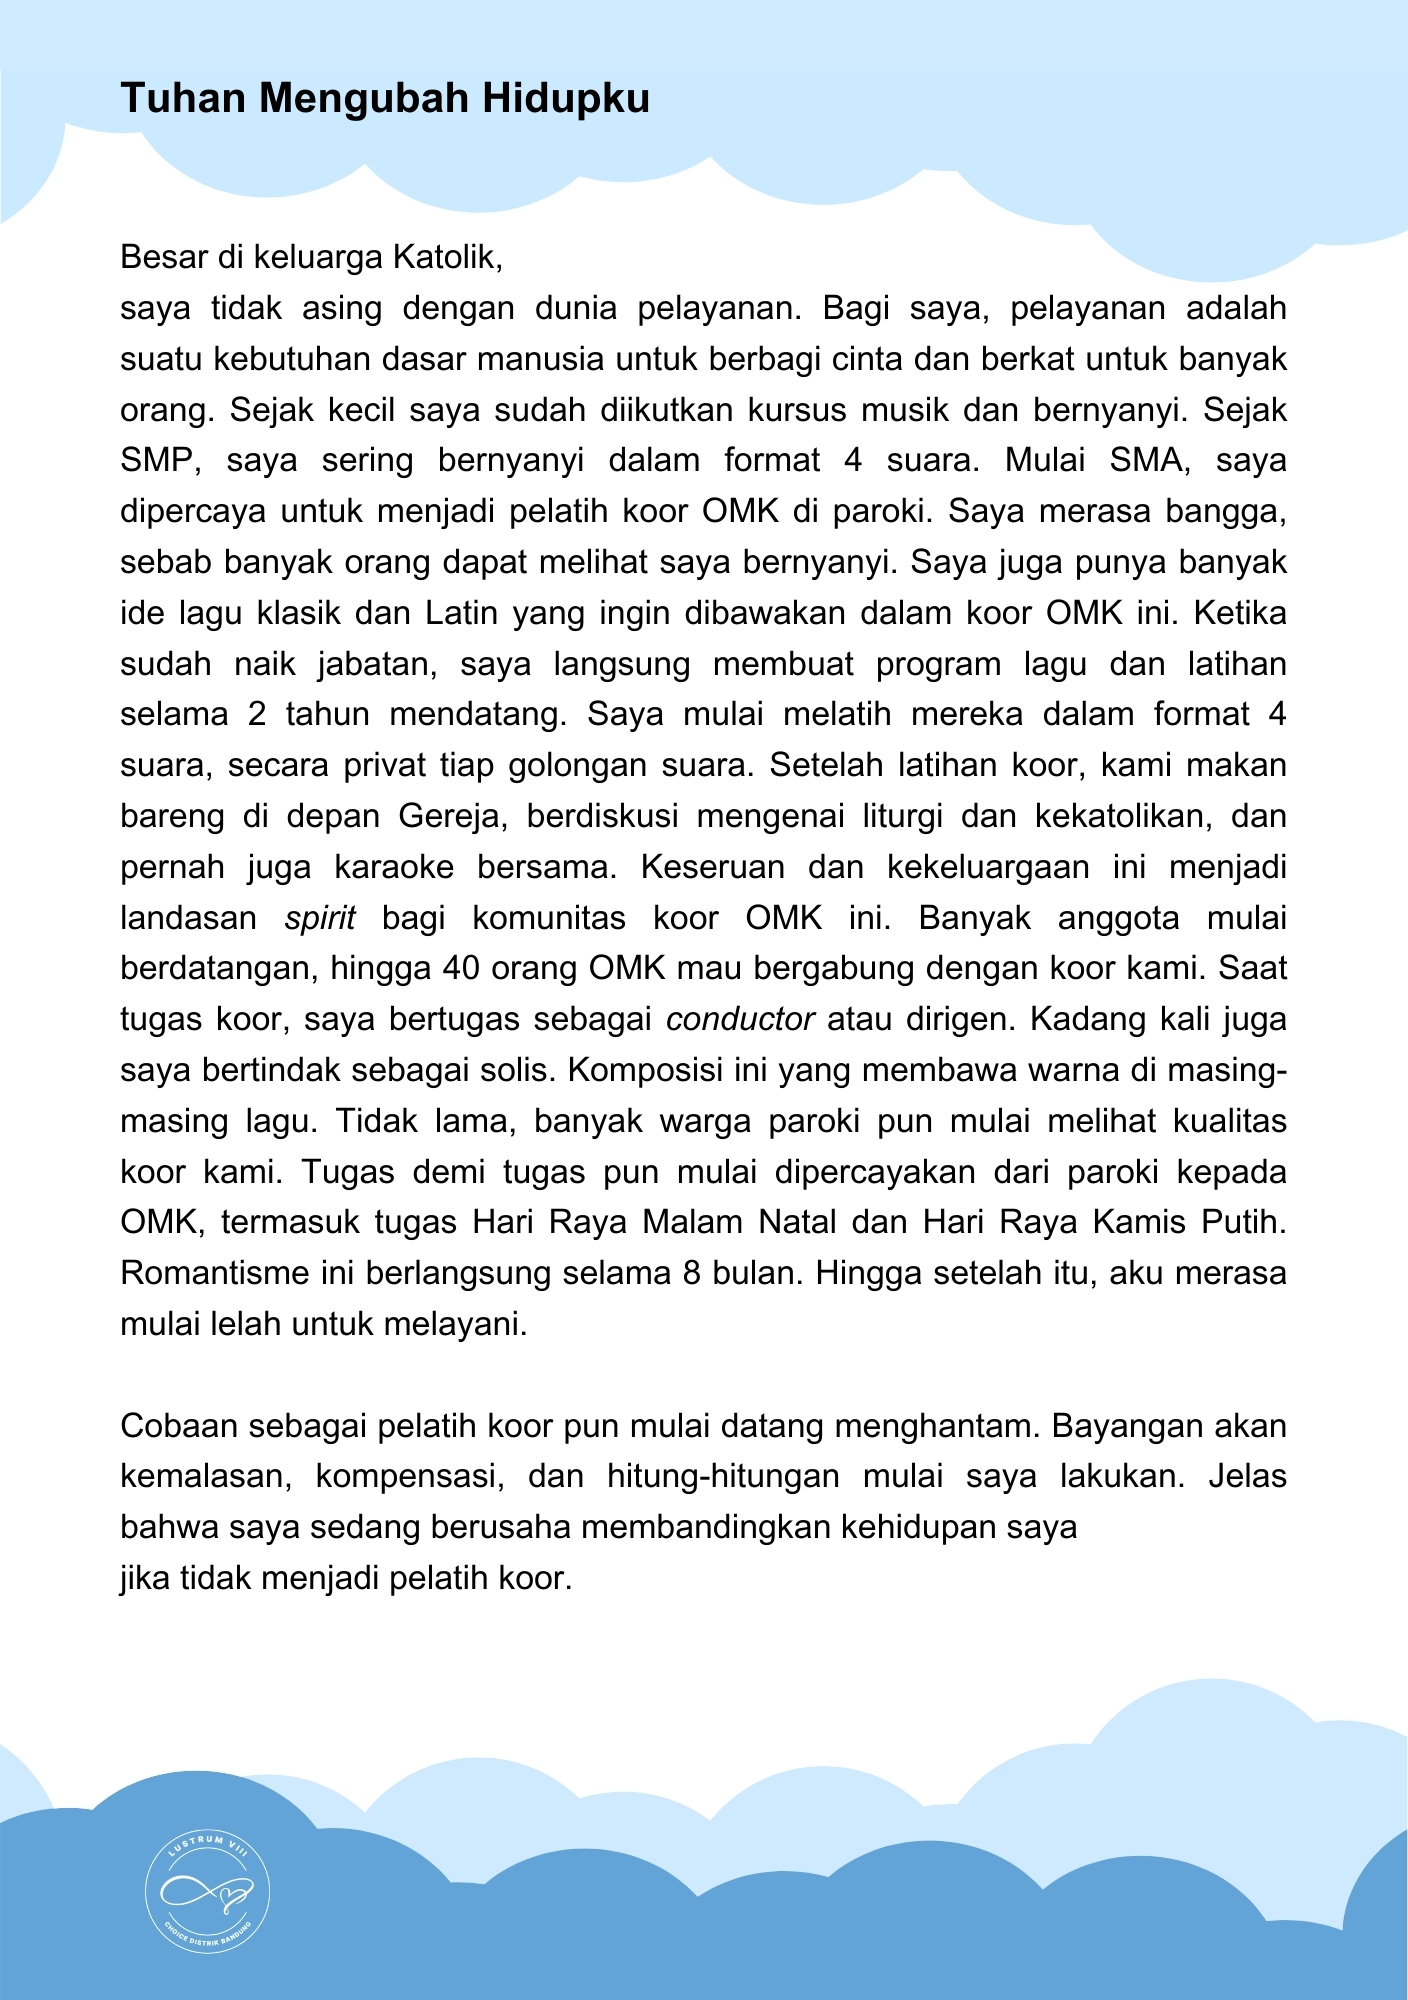 Tuhan Mengubah Hidupku
Besar di keluarga Katolik,
saya tidak asing dengan dunia pelayanan. Bagi saya, pelayanan adalah
suatu kebutuhan dasar manusia untuk berbagi cinta dan berkat untuk banyak
orang. Sejak kecil saya sudah diikutkan kursus musik dan bernyanyi. Sejak
SMP, saya sering bernyanyi dalam format 4 suara. Mulai SMA, saya
dipercaya untuk menjadi pelatih koor OMK di paroki. Saya merasa bangga,
sebab banyak orang dapat melihat saya bernyanyi. Saya juga punya banyak
ide lagu klasik dan Latin yang ingin dibawakan dalam koor OMK ini. Ketika
sudah naik jabatan, saya langsung membuat program lagu dan latihan
selama 2 tahun mendatang. Saya mulai melatih mereka dalam format 4
suara, secara privat tiap golongan suara. Setelah latihan koor, kami makan
bareng di depan Gereja, berdiskusi mengenai liturgi dan kekatolikan, dan
pernah juga karaoke bersama. Keseruan dan kekeluargaan ini menjadi
landasan spirit bagi komunitas koor OMK ini. Banyak anggota mulai
berdatangan, hingga 40 orang OMK mau bergabung dengan koor kami. Saat
tugas koor, saya bertugas sebagai conductor atau dirigen. Kadang kali juga
saya bertindak sebagai solis. Komposisi ini yang membawa warna di masing-
masing lagu. Tidak lama, banyak warga paroki pun mulai melihat kualitas
koor kami. Tugas demi tugas pun mulai dipercayakan dari paroki kepada
OMK, termasuk tugas Hari Raya Malam Natal dan Hari Raya Kamis Putih.
Romantisme ini berlangsung selama 8 bulan. Hingga setelah itu, aku merasa
mulai lelah untuk melayani.
Cobaan sebagai pelatih koor pun mulai datang menghantam. Bayangan akan
kemalasan, kompensasi, dan hitung-hitungan mulai saya lakukan. Jelas
bahwa saya sedang berusaha membandingkan kehidupan saya
jika tidak menjadi pelatih koor.
LUSTRUM VIII
CHOICE DISTRIK BANDUNG